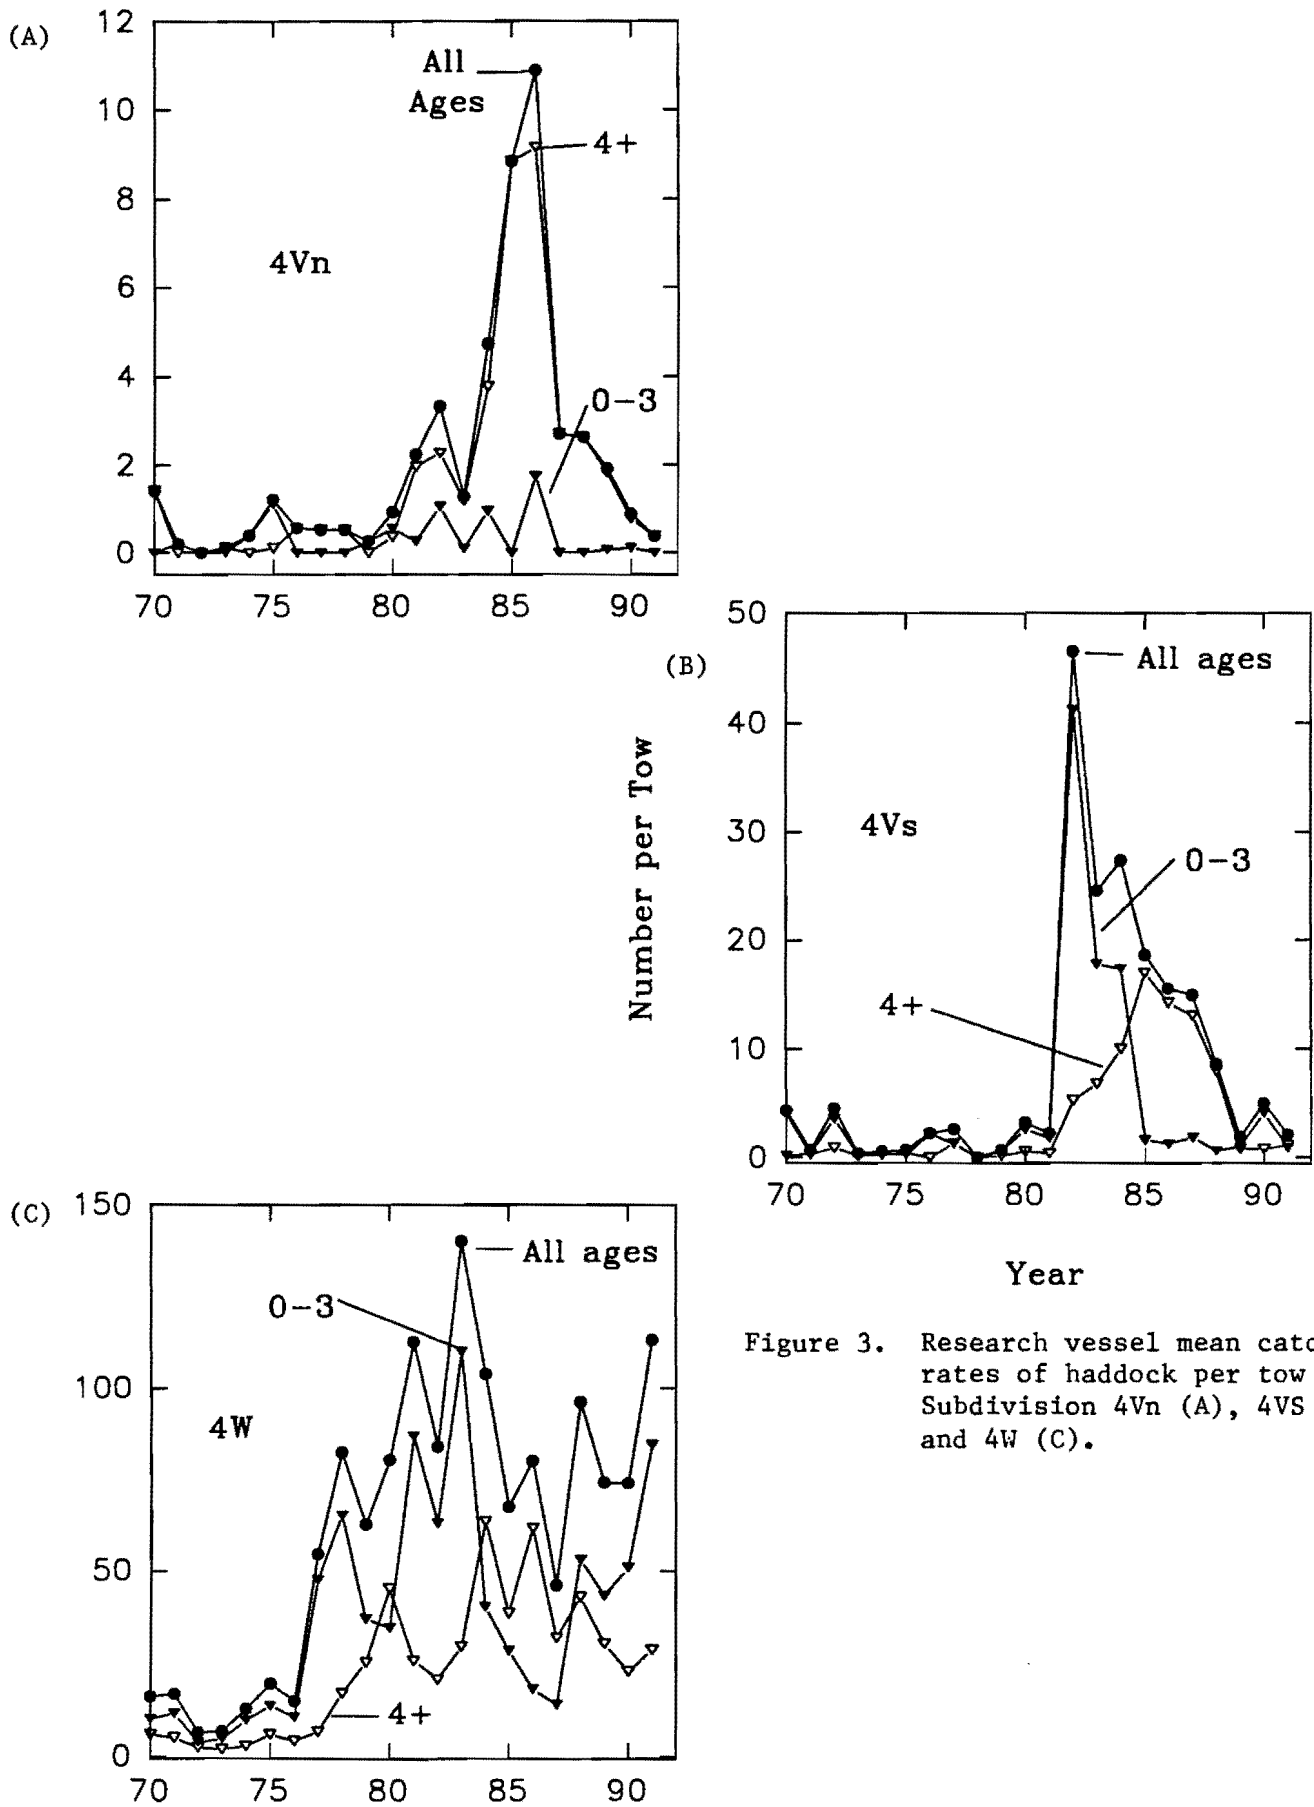 (A)
12
10
8
6
4
2
0
All
Ages
4+
4Vn
0-3
70 75 80 85 90
(B)
Number per Tow
50
40
30
20
10
0
All ages
4Vs
0-3
4+
70 75 80 85 90
Year
(C)
150
100
50
0
All ages
0-3
4W
4+
70 75 80 85 90
Figure 3. Research vessel mean catc
rates of haddock per tow
Subdivision 4Vn (A), 4VS
and 4W (C).